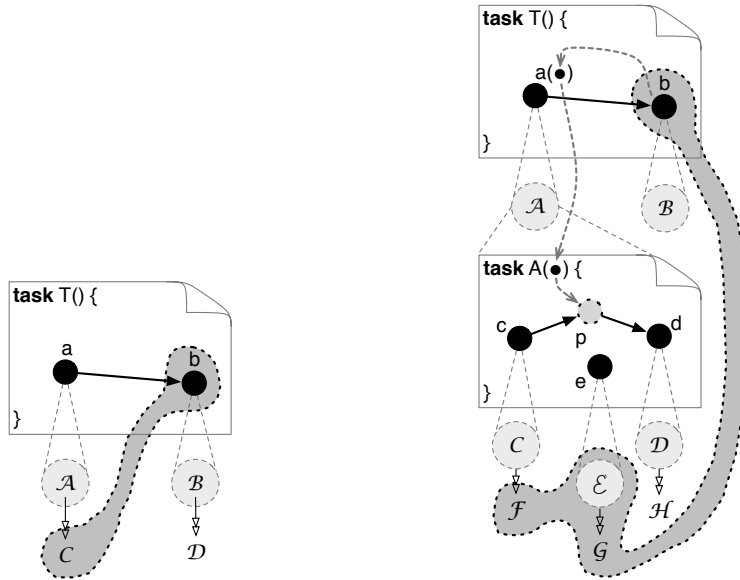 task T() {
a
b
}
𝒜
ℬ
𝒞
𝒟
task T() {
a(•)
b
}
𝒜
ℬ
task A(•) {
c
p
d
e
}
𝒞
ℰ
𝒟
ℱ
𝒢
ℋ